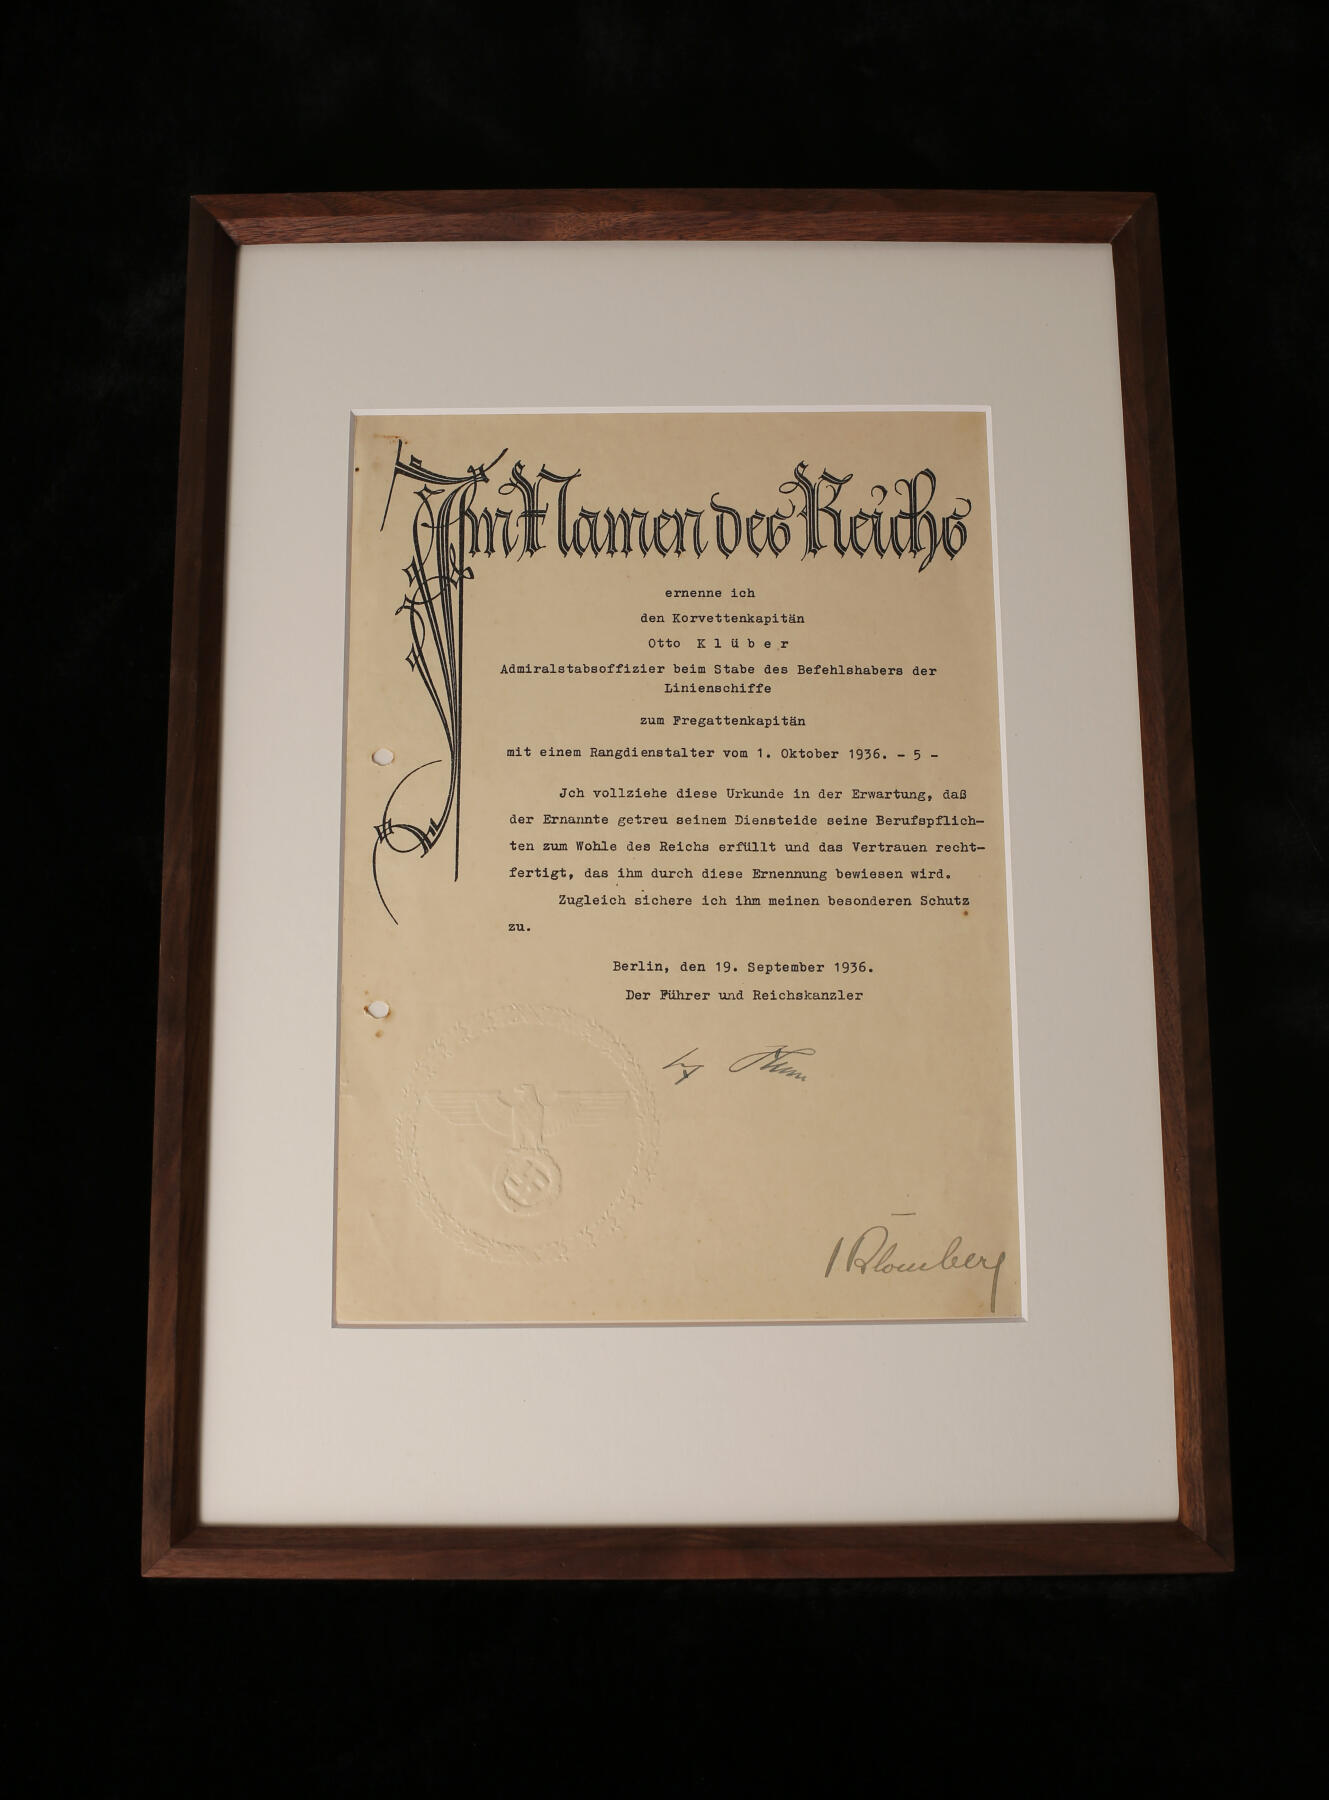 Im Namen des Reichs
ernenne ich
den Korvettenkapitän
Otto Klüber
Admiralstabsoffizier beim Stabe des Befehlshabers der
Linienschiffe
zum Fregattenkapitän
mit einem Rangdienstalter vom 1. Oktober 1936. - 5 -
Jch vollziehe diese Urkunde in der Erwartung, daß
der Ernannte getreu seinem Diensteide seine Berufspflich-
ten zum Wohle des Reichs erfüllt und das Vertrauen recht-
fertigt, das ihm durch diese Ernennung bewiesen wird.
Zugleich sichere ich ihm meinen besonderen Schutz
zu.
Berlin, den 19. September 1936.
Der Führer und Reichskanzler
Blomberg